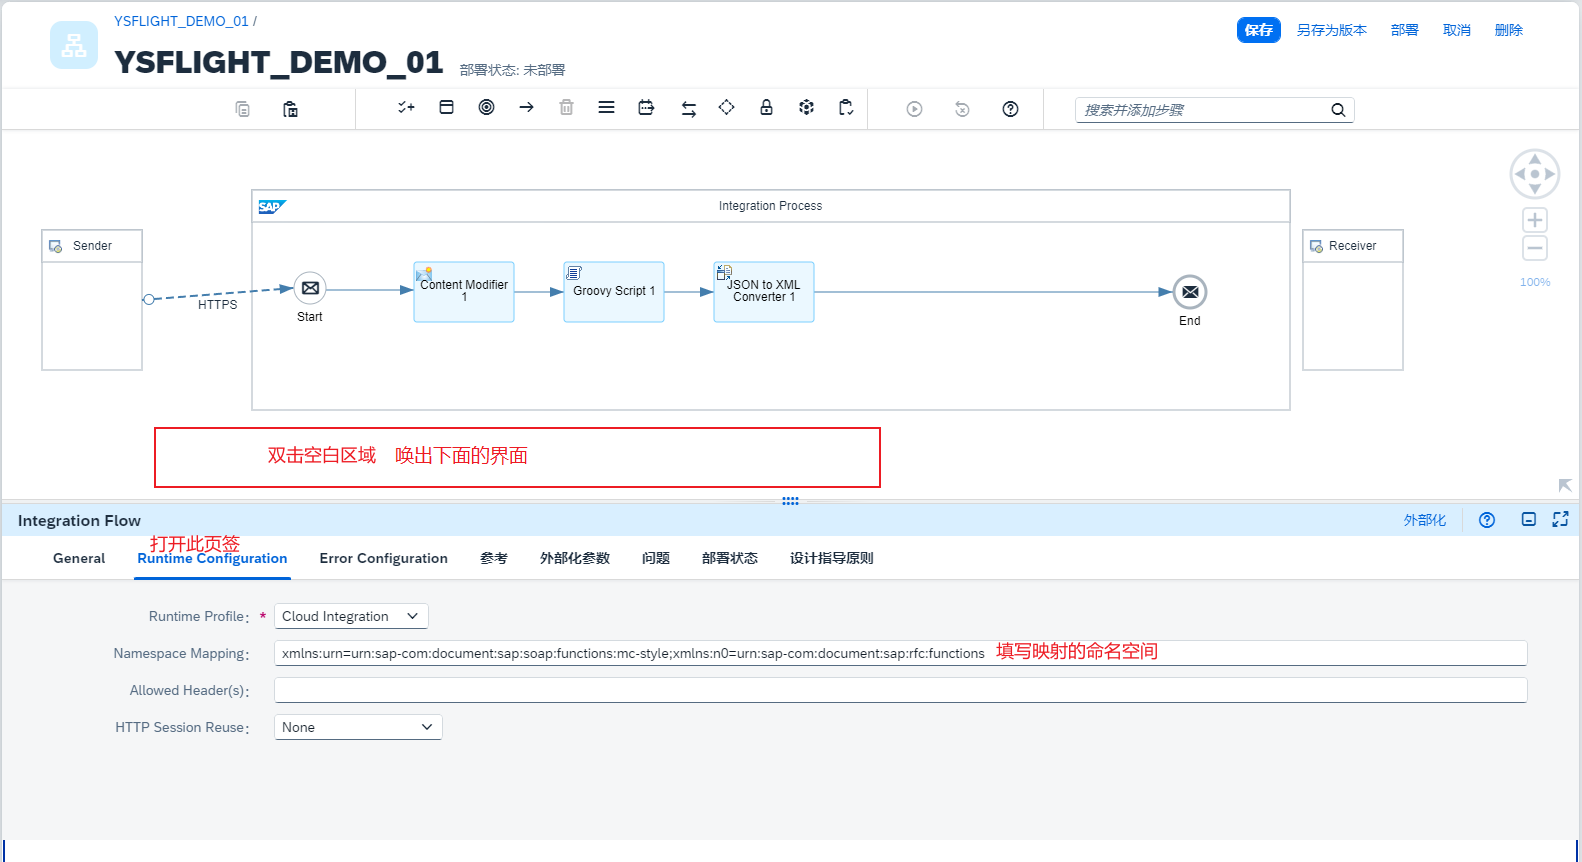 YSFLIGHT_DEMO_01 /
YSFLIGHT_DEMO_01
部署状态: 未部署
保存 另存为版本 部署 取消 删除
搜索并添加步骤
SAP
Integration Process
Sender
Receiver
HTTPS
Start
Content Modifier
1
Groovy Script 1
JSON to XML
Converter 1
End
100%
双击空白区域 唤出下面的界面
Integration Flow
外部化
打开此页签
General Runtime Configuration Error Configuration 参考 外部化参数 问题 部署状态 设计指导原则
Runtime Profile: * Cloud Integration
Namespace Mapping: xmlns:urn=urn:sap-com:document:sap:soap:functions:mc-style;xmlns:n0=urn:sap-com:document:sap:rfc:functions 填写映射的命名空间
Allowed Header(s):
HTTP Session Reuse: None